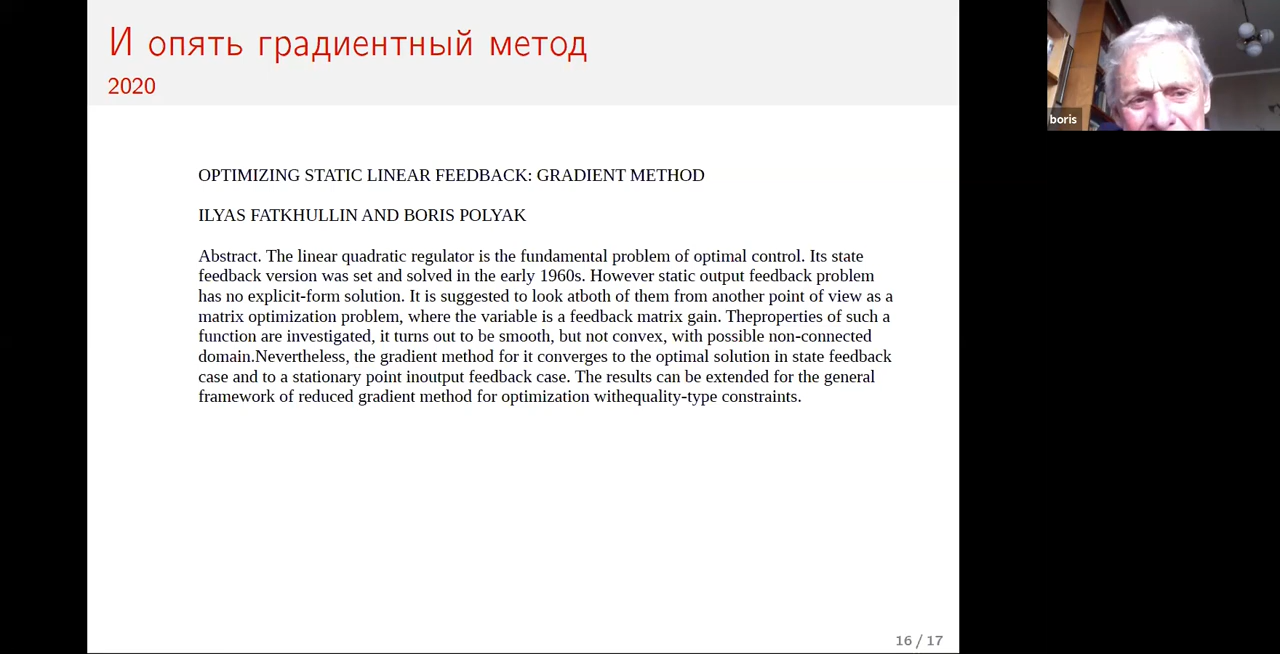 И опять градиентный метод
2020
boris
OPTIMIZING STATIC LINEAR FEEDBACK: GRADIENT METHOD
ILYAS FATKHULLIN AND BORIS POLYAK
Abstract. The linear quadratic regulator is the fundamental problem of optimal control. Its state
feedback version was set and solved in the early 1960s. However static output feedback problem
has no explicit-form solution. It is suggested to look atboth of them from another point of view as a
matrix optimization problem, where the variable is a feedback matrix gain. Theproperties of such a
function are investigated, it turns out to be smooth, but not convex, with possible non-connected
domain.Nevertheless, the gradient method for it converges to the optimal solution in state feedback
case and to a stationary point inoutput feedback case. The results can be extended for the general
framework of reduced gradient method for optimization withequality-type constraints.
16 / 17